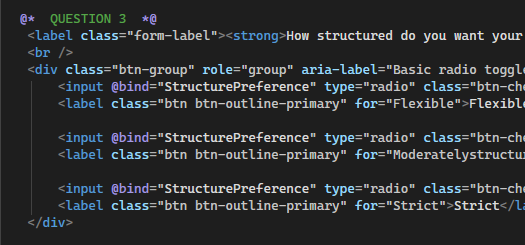 @*  QUESTION 3  *@
<label class="form-label"><strong>How structured do you want your
<br />
<div class="btn-group" role="group" aria-label="Basic radio toggle
<input @bind="StructurePreference" type="radio" class="btn-che
<label class="btn btn-outline-primary" for="Flexible">Flexible
<input @bind="StructurePreference" type="radio" class="btn-che
<label class="btn btn-outline-primary" for="Moderatelystructur
<input @bind="StructurePreference" type="radio" class="btn-che
<label class="btn btn-outline-primary" for="Strict">Strict</la
</div>